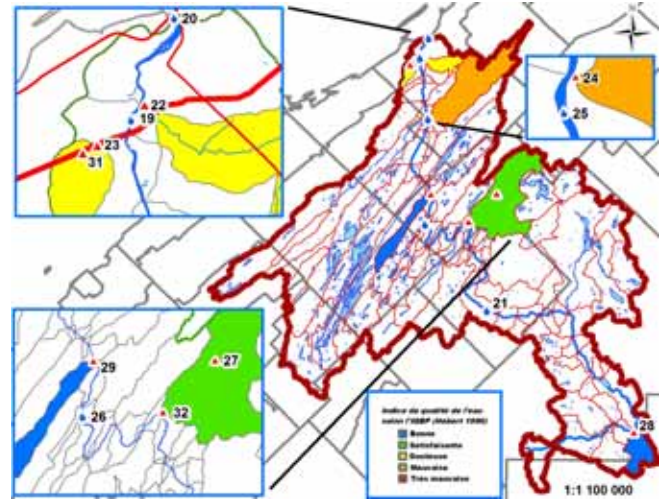 20
22
19
23
31
24
25
21
29
27
26
32
28
Indice de qualité de l'eau
selon l'IQBP (Hébert 1996)
Bonne
Satisfaisante
Douteuse
Mauvaise
Très mauvaise
1:1 100 000